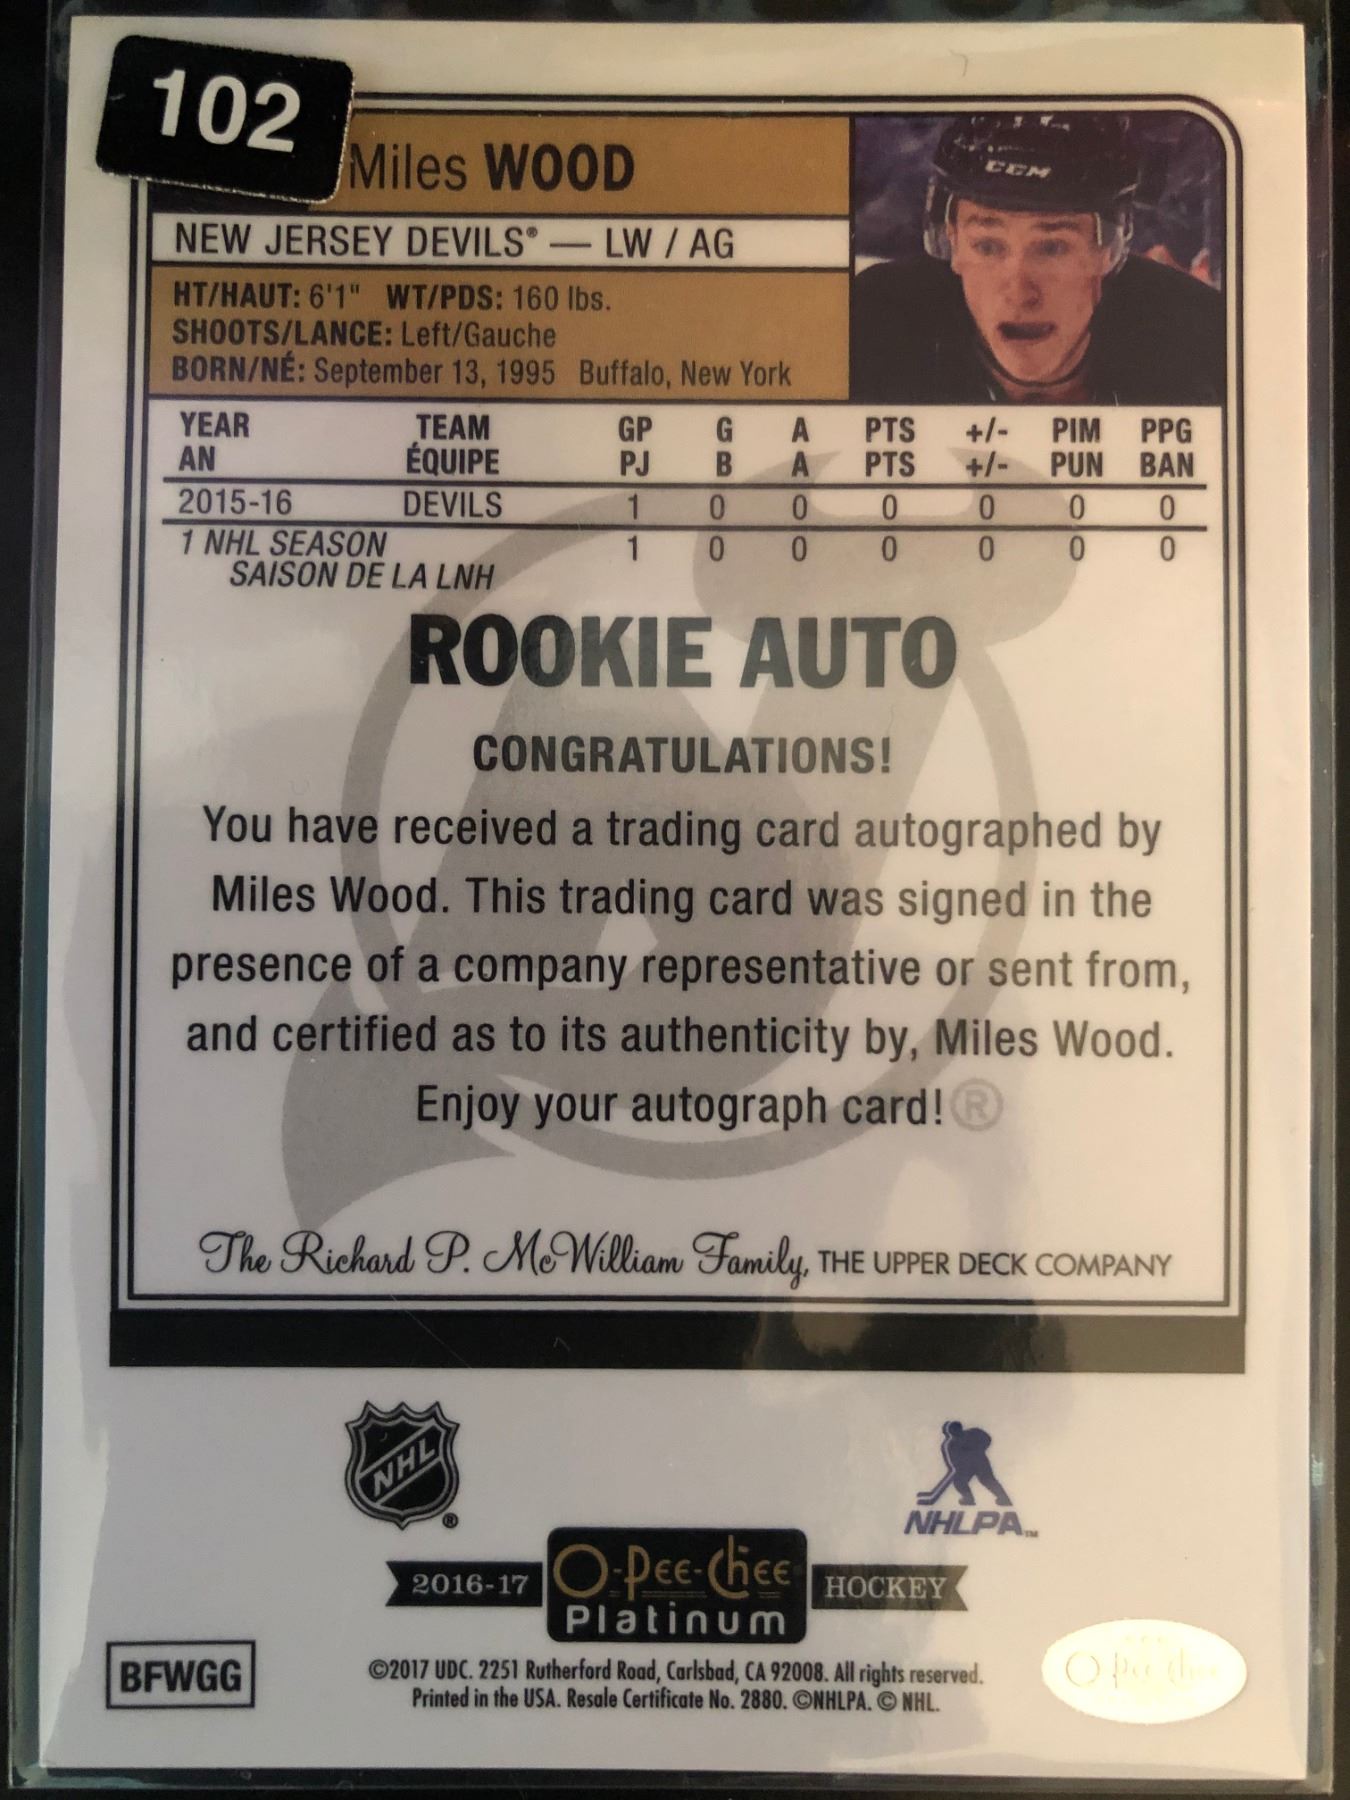 102
Miles WOOD
CCM
NEW JERSEY DEVILS® — LW / AG
HT/HAUT: 6'1" WT/PDS: 160 lbs.
SHOOTS/LANCE: Left/Gauche
BORN/NÉ: September 13, 1995 Buffalo, New York
YEAR TEAM GP G A PTS +/- PIM PPG
AN ÉQUIPE PJ B A PTS +/- PUN BAN
2015-16 DEVILS 1 0 0 0 0 0 0
1 NHL SEASON 1 0 0 0 0 0 0
SAISON DE LA LNH
ROOKIE AUTO
CONGRATULATIONS!
You have received a trading card autographed by
Miles Wood. This trading card was signed in the
presence of a company representative or sent from,
and certified as to its authenticity by, Miles Wood.
Enjoy your autograph card! ®
The Richard P. McWilliam Family, THE UPPER DECK COMPANY
NHL ®
NHLPA™
2016-17 O-Pee-Chee HOCKEY
Platinum
BFWGG
©2017 UDC. 2251 Rutherford Road, Carlsbad, CA 92008. All rights reserved.
Printed in the USA. Resale Certificate No. 2880. ©NHLPA. © NHL.
O-Pee-Chee